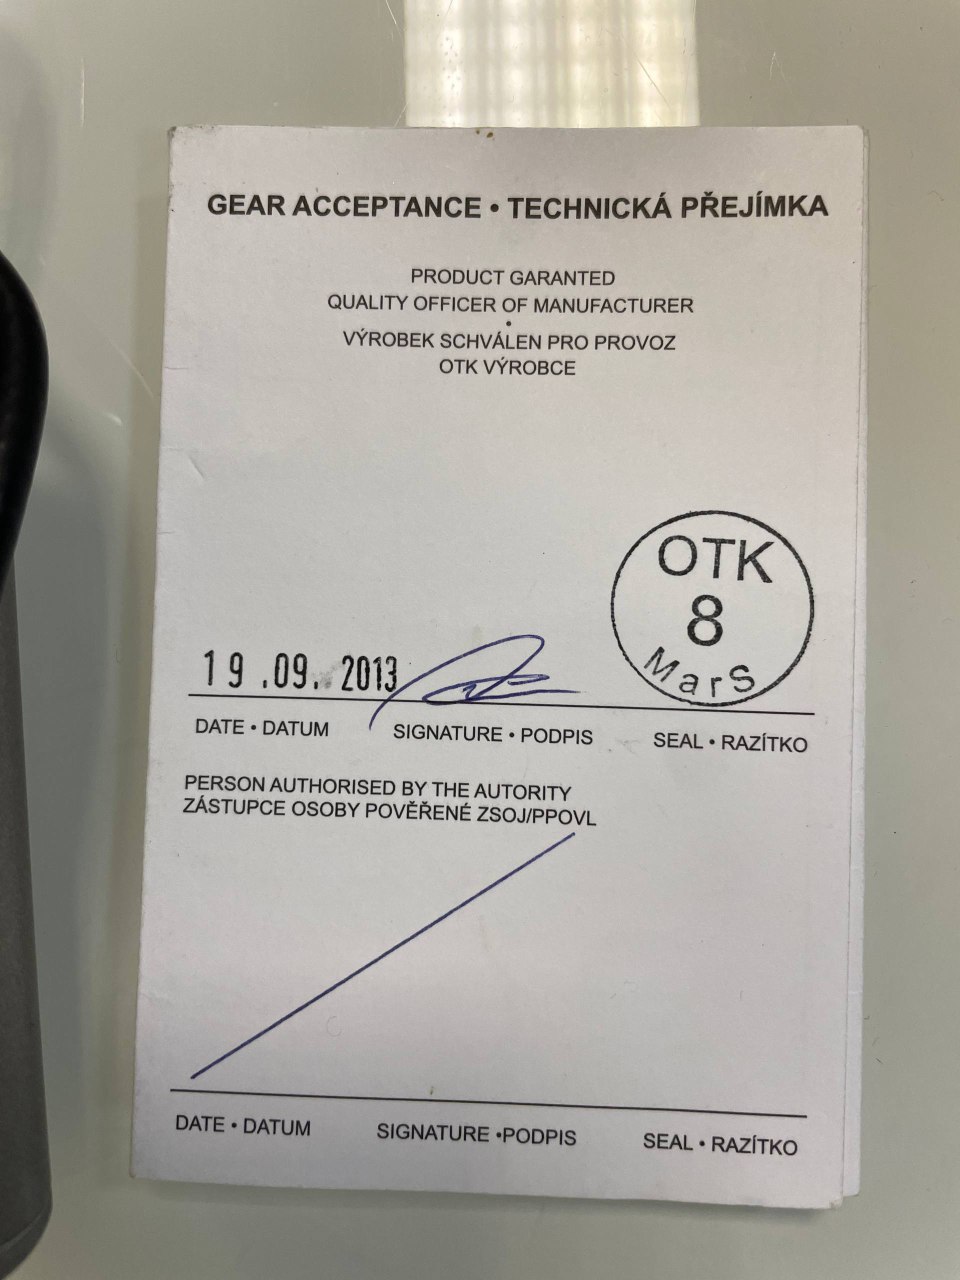 GEAR ACCEPTANCE • TECHNICKÁ PŘEJÍMKA
PRODUCT GARANTED
QUALITY OFFICER OF MANUFACTURER
•
VÝROBEK SCHVÁLEN PRO PROVOZ
OTK VÝROBCE
OTK
8
MarS
19.09. 2013
DATE • DATUM SIGNATURE • PODPIS SEAL • RAZÍTKO
PERSON AUTHORISED BY THE AUTORITY
ZÁSTUPCE OSOBY POVĚŘENÉ ZSOJ/PPOVL
DATE • DATUM SIGNATURE •PODPIS SEAL • RAZÍTKO